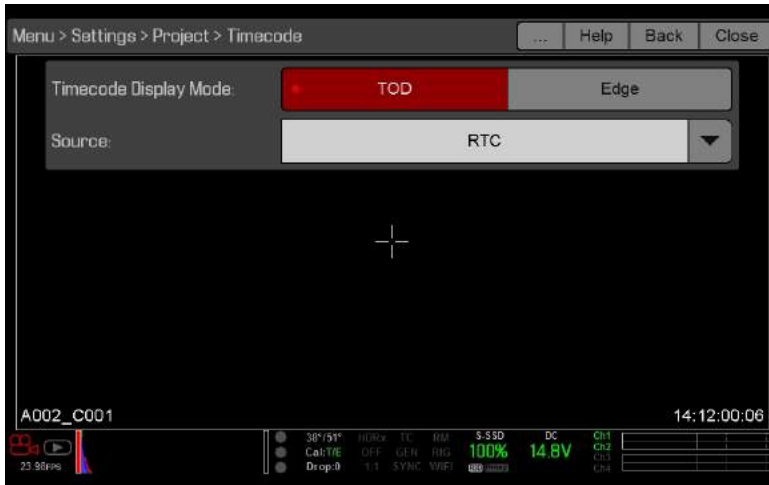 Menu > Settings > Project > Timecode ... Help Back Close
Timecode Display Mode: TOD Edge
Source: RTC
A002_C001 14:12:00:06
38°/51° HDRx TC RM S-SSD DC Ch1
Cal:T/E OFF GEN RIG 100% 14.8V Ch2
Ch3
23.98FPS Drop:0 1:1 SYNC WIFI Ch4